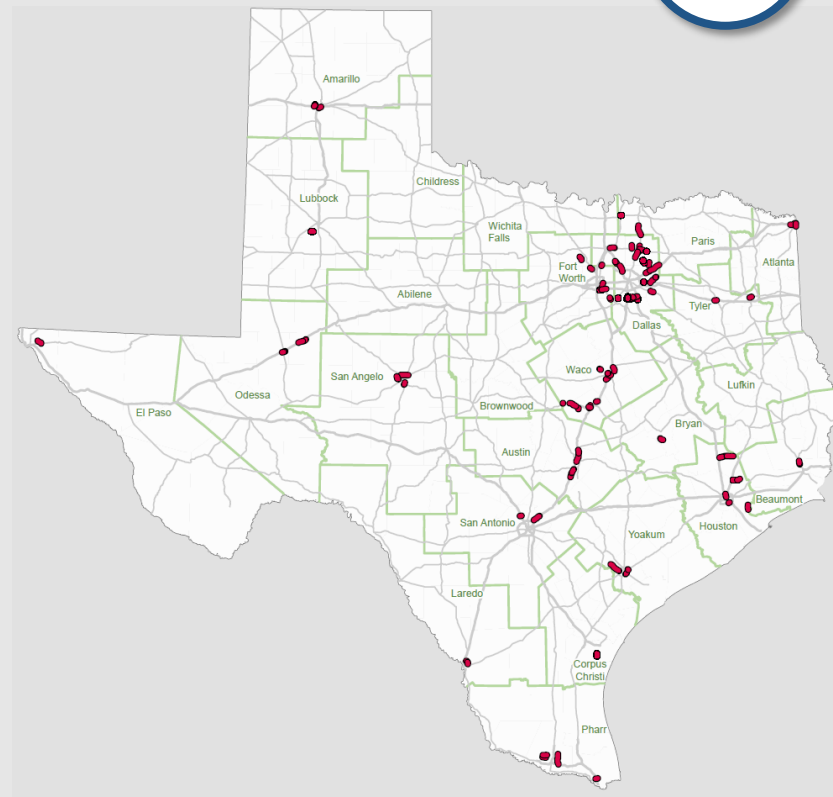 Amarillo
Childress
Lubbock
Wichita
Falls
Paris
Atlanta
Fort
Worth
Abilene
Tyler
Dallas
Waco
San Angelo
Lufkin
Odessa
El Paso
Brownwood
Bryan
Austin
Beaumont
San Antonio
Houston
Yoakum
Laredo
Corpus
Christi
Pharr